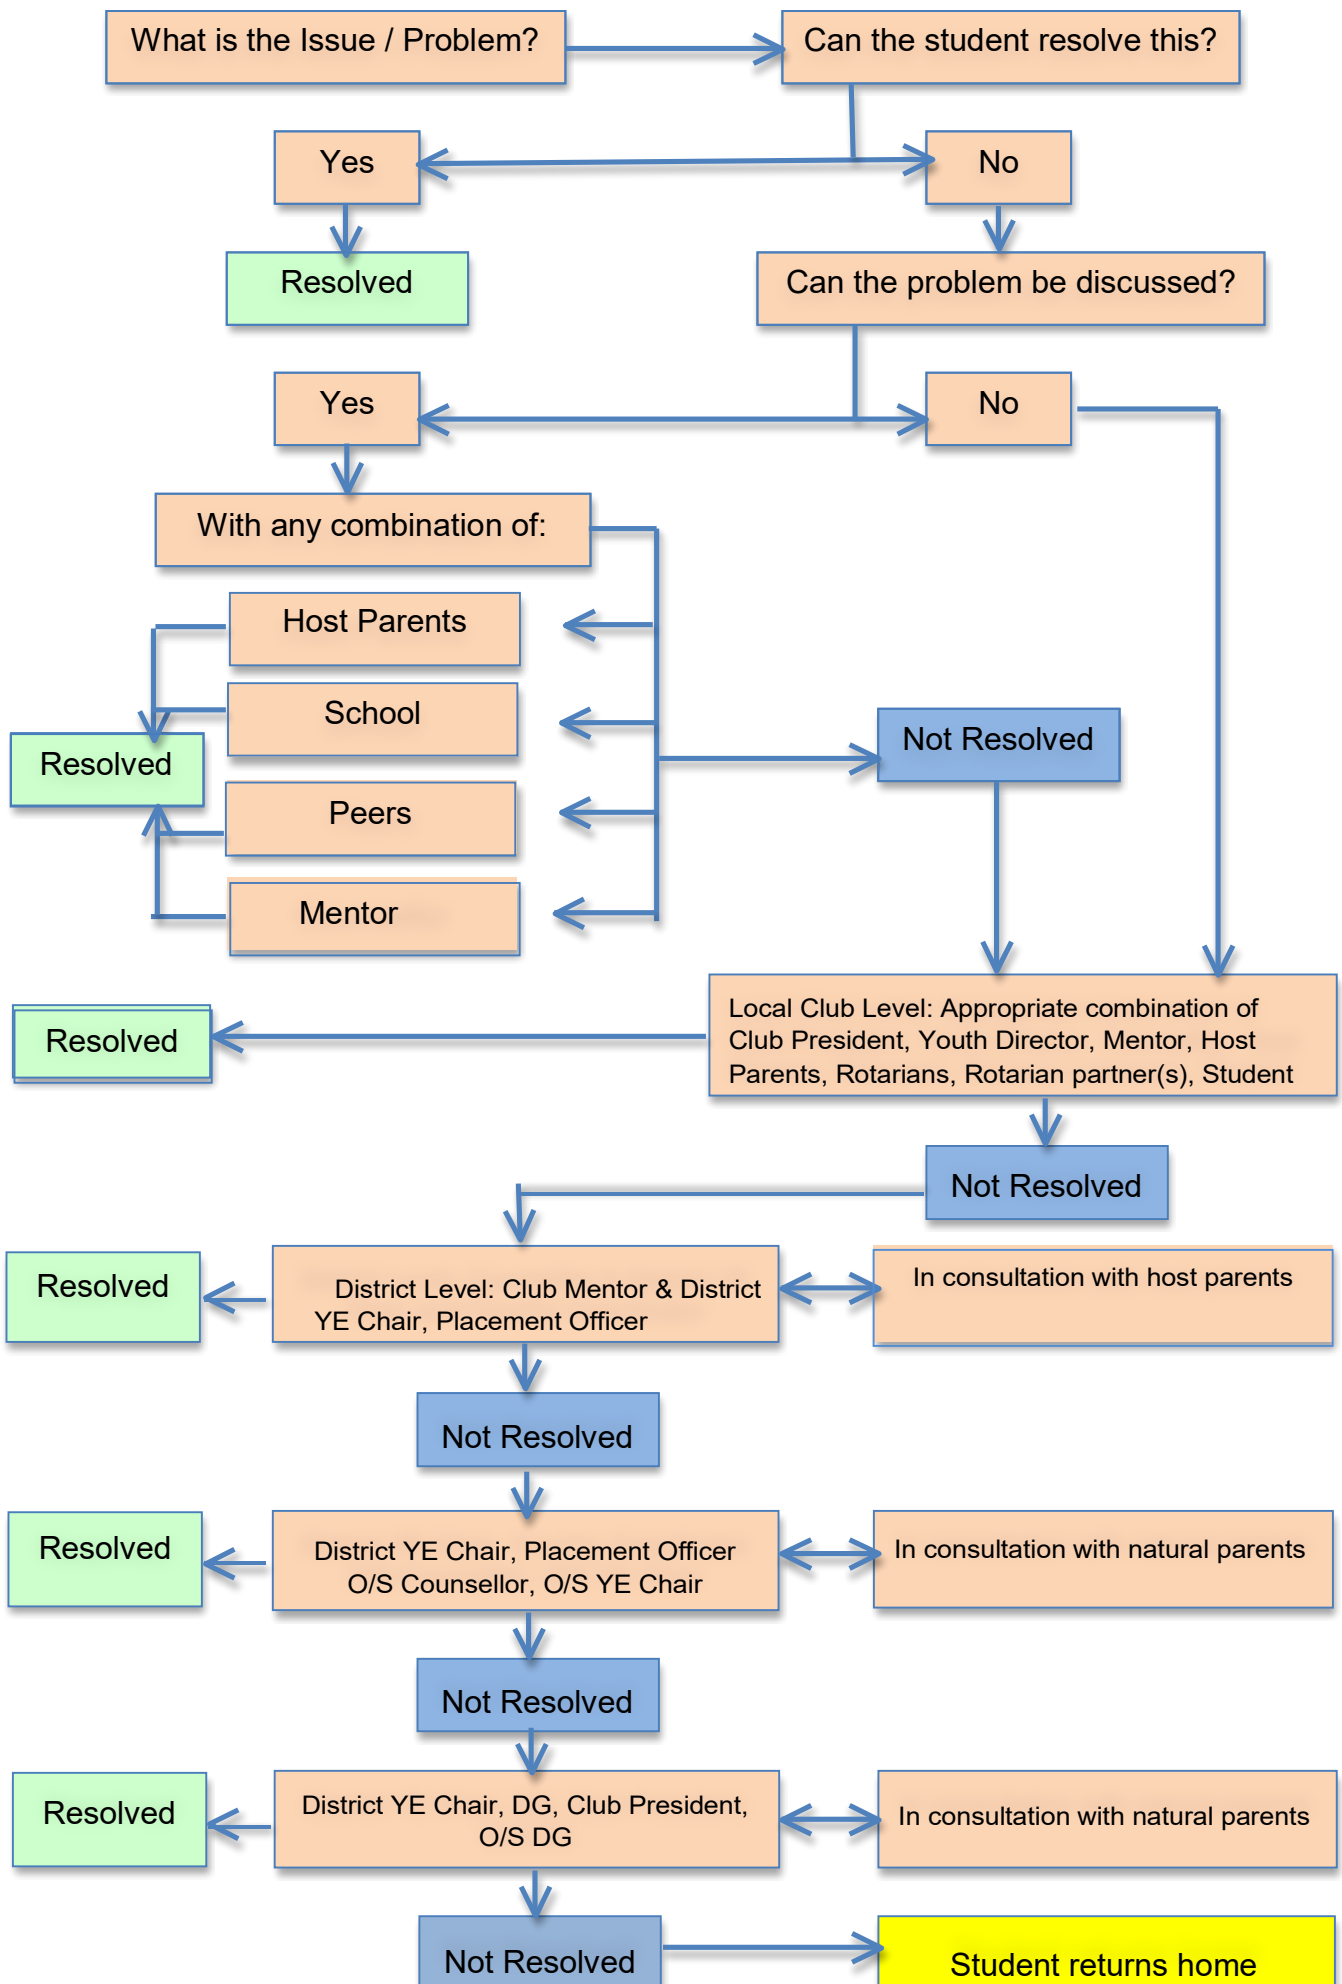 What is the Issue / Problem?
Can the student resolve this?
Yes
No
Resolved
Can the problem be discussed?
Yes
No
With any combination of:
Host Parents
School
Not Resolved
Resolved
Peers
Mentor
Local Club Level: Appropriate combination of
Club President, Youth Director, Mentor, Host
Parents, Rotarians, Rotarian partner(s), Student
Resolved
Not Resolved
Resolved
District Level: Club Mentor & District
YE Chair, Placement Officer
In consultation with host parents
Not Resolved
Resolved
District YE Chair, Placement Officer
O/S Counsellor, O/S YE Chair
In consultation with natural parents
Not Resolved
Resolved
District YE Chair, DG, Club President,
O/S DG
In consultation with natural parents
Not Resolved
Student returns home